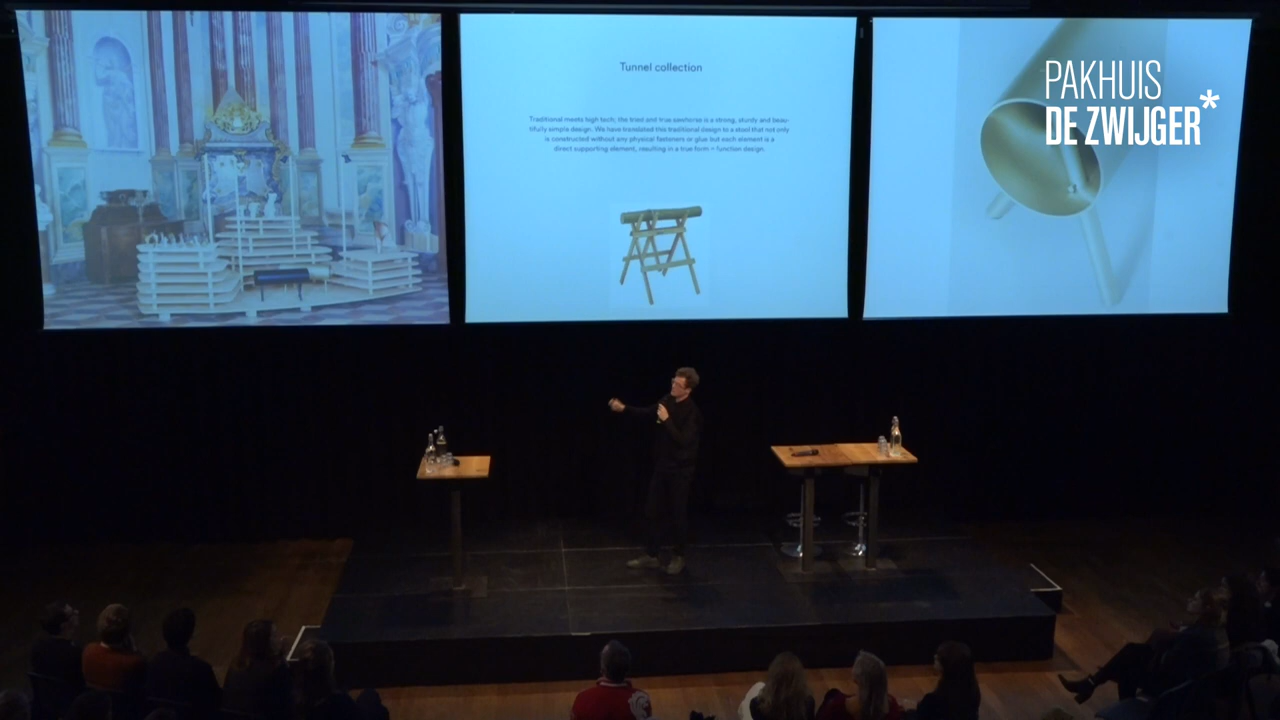 Tunnel collection
Traditional meets high tech; the tried and true sawhorse is a strong, sturdy and beau-
tifully simple design. We have translated this traditional design to a stool that not only
is constructed without any physical fasteners or glue but each element is a
direct supporting element, resulting in a true form = function design.
PAKHUIS
DE ZWIJGER*